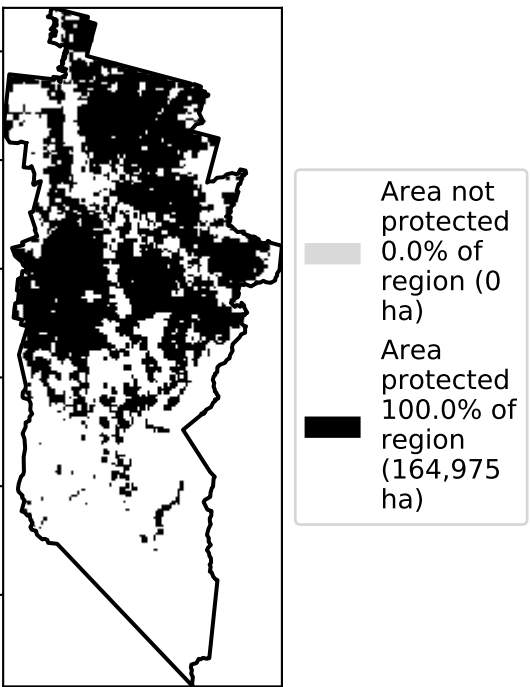 Area not
protected
0.0% of
region (0
ha)
Area
protected
100.0% of
region
(164,975
ha)